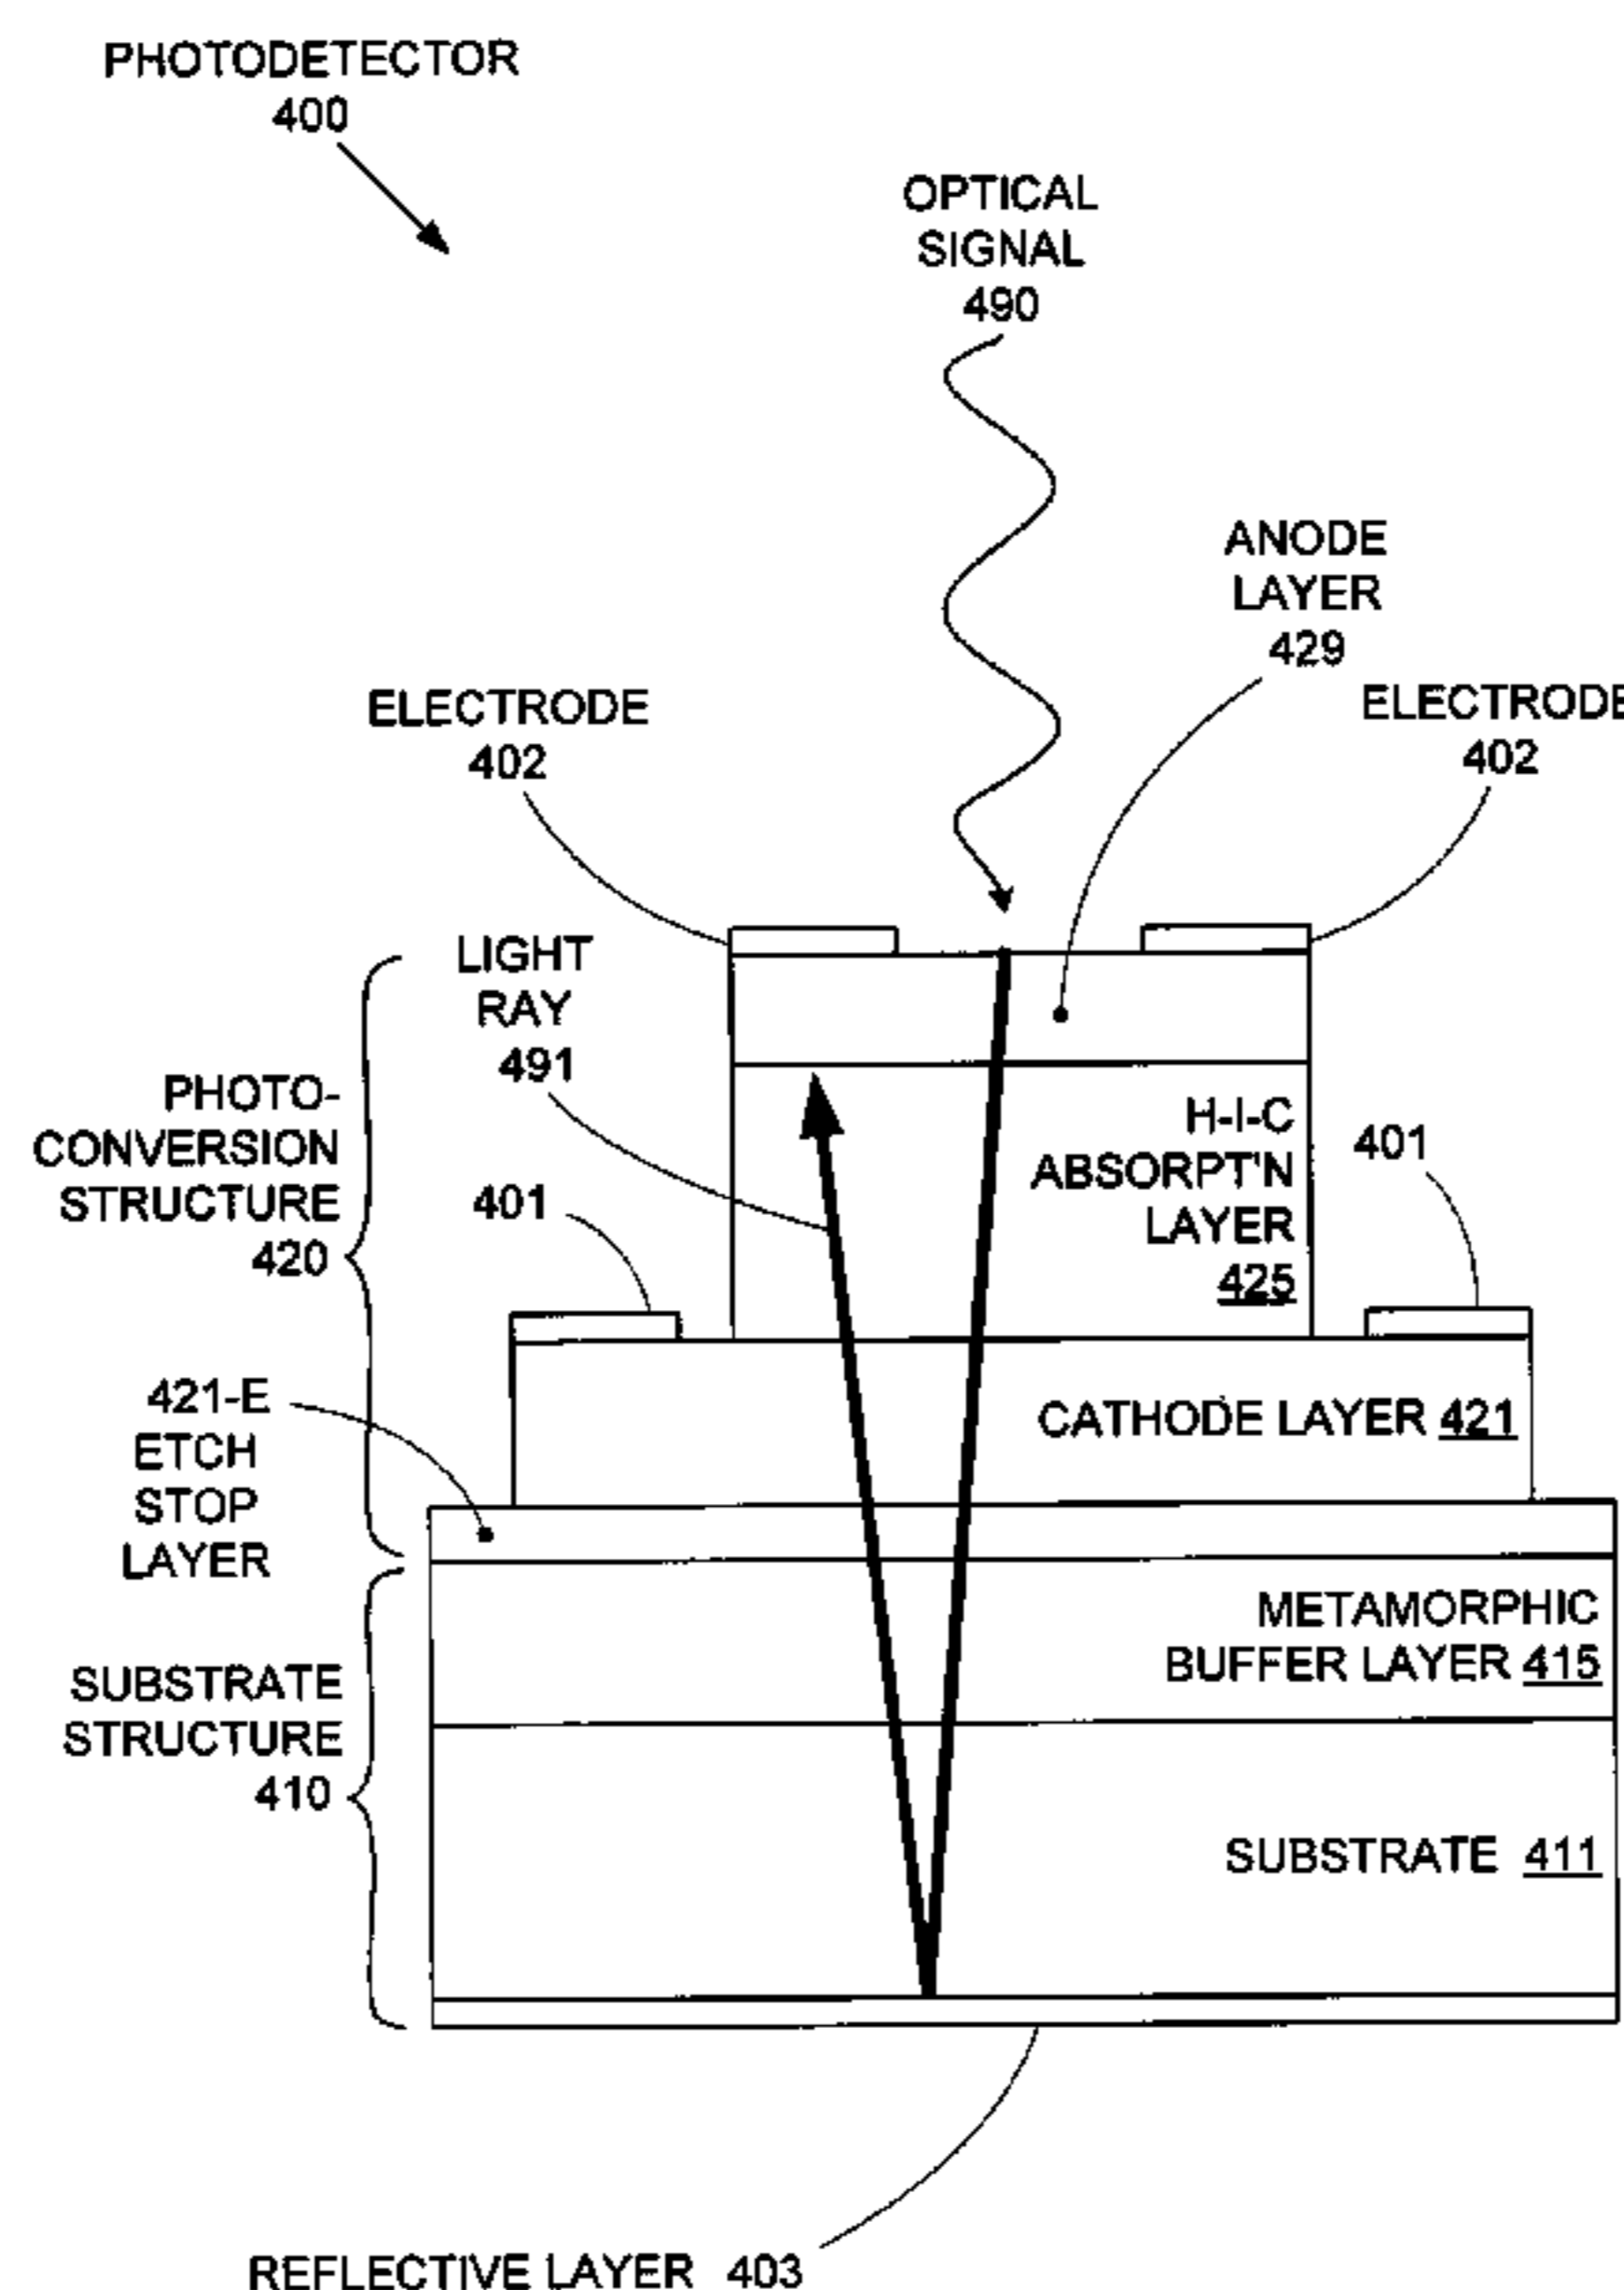 PHOTODETECTOR
400
OPTICAL
SIGNAL
490
ANODE
LAYER
429
ELECTRODE
402
ELECTRODE
402
LIGHT
RAY
491
PHOTO-
CONVERSION
STRUCTURE
420
H-I-C
ABSORPT'N
LAYER
425
401
401
421-E
ETCH
STOP
LAYER
CATHODE LAYER 421
METAMORPHIC
BUFFER LAYER 415
SUBSTRATE
STRUCTURE
410
SUBSTRATE 411
REFLECTIVE LAYER 403